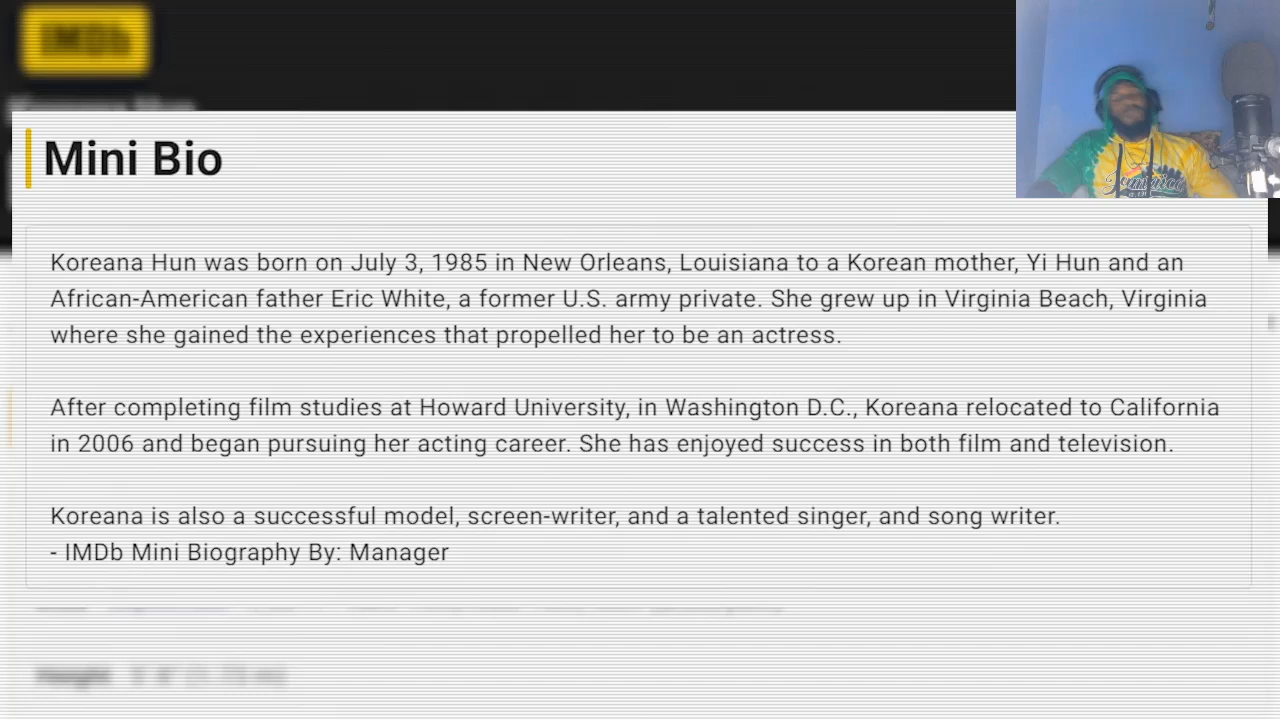 IMDb
Mini Bio
Koreana Hun was born on July 3, 1985 in New Orleans, Louisiana to a Korean mother, Yi Hun and an
African-American father Eric White, a former U.S. army private. She grew up in Virginia Beach, Virginia
where she gained the experiences that propelled her to be an actress.
After completing film studies at Howard University, in Washington D.C., Koreana relocated to California
in 2006 and began pursuing her acting career. She has enjoyed success in both film and television.
Koreana is also a successful model, screen-writer, and a talented singer, and song writer.
- IMDb Mini Biography By: Manager
Height
Jamaica